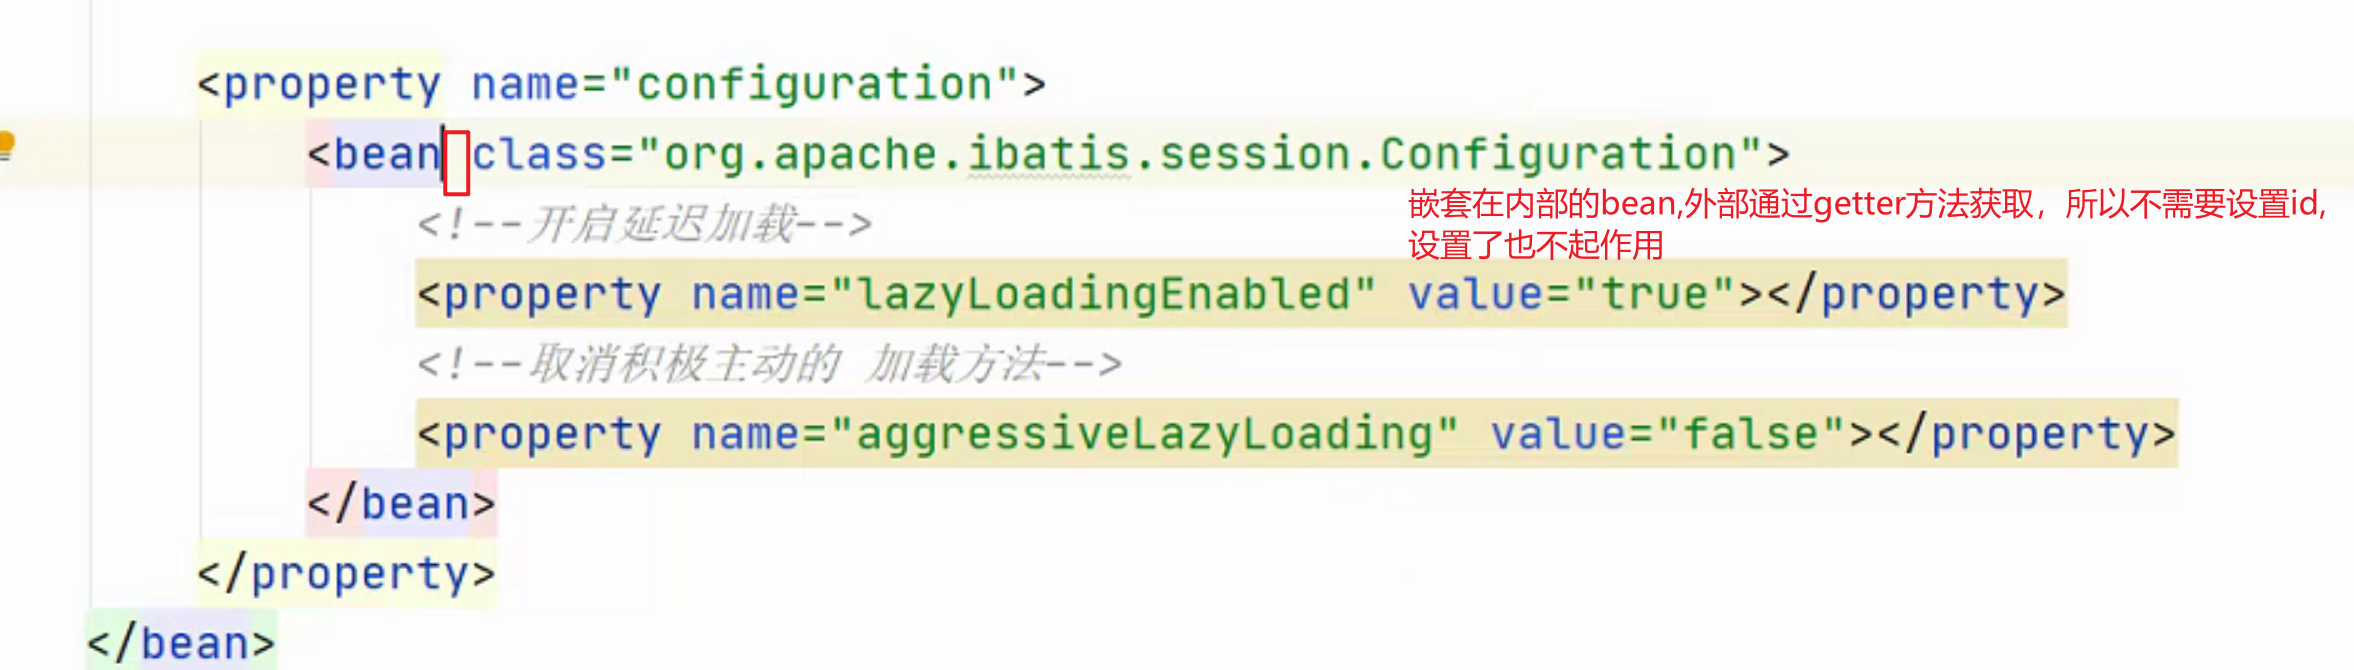 <property name="configuration">
<bean class="org.apache.ibatis.session.Configuration">
嵌套在内部的bean,外部通过getter方法获取，所以不需要设置id,
<!--开启延迟加载-->
设置了也不起作用
<property name="lazyLoadingEnabled" value="true"></property>
<!--取消积极主动的 加载方法-->
<property name="aggressiveLazyLoading" value="false"></property>
</bean>
</property>
</bean>